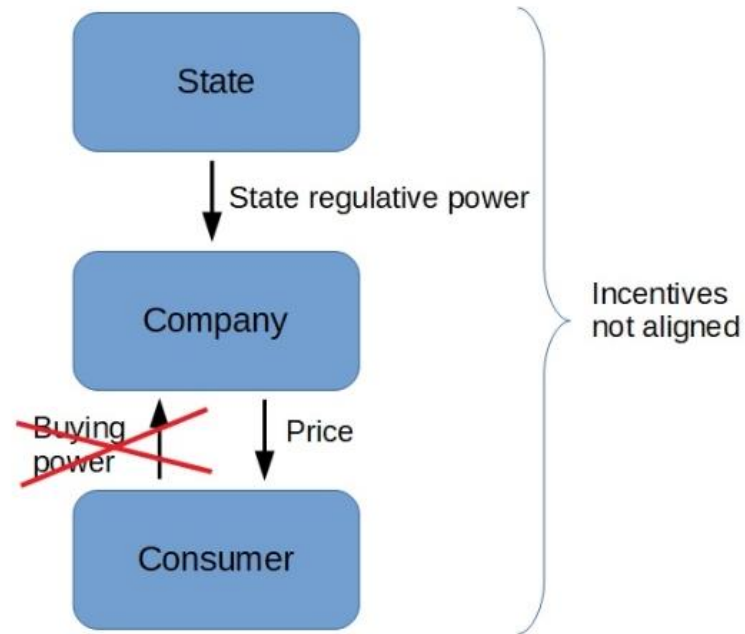 State
State regulative power
Company
Incentives
not aligned
Buying
power
Price
Consumer